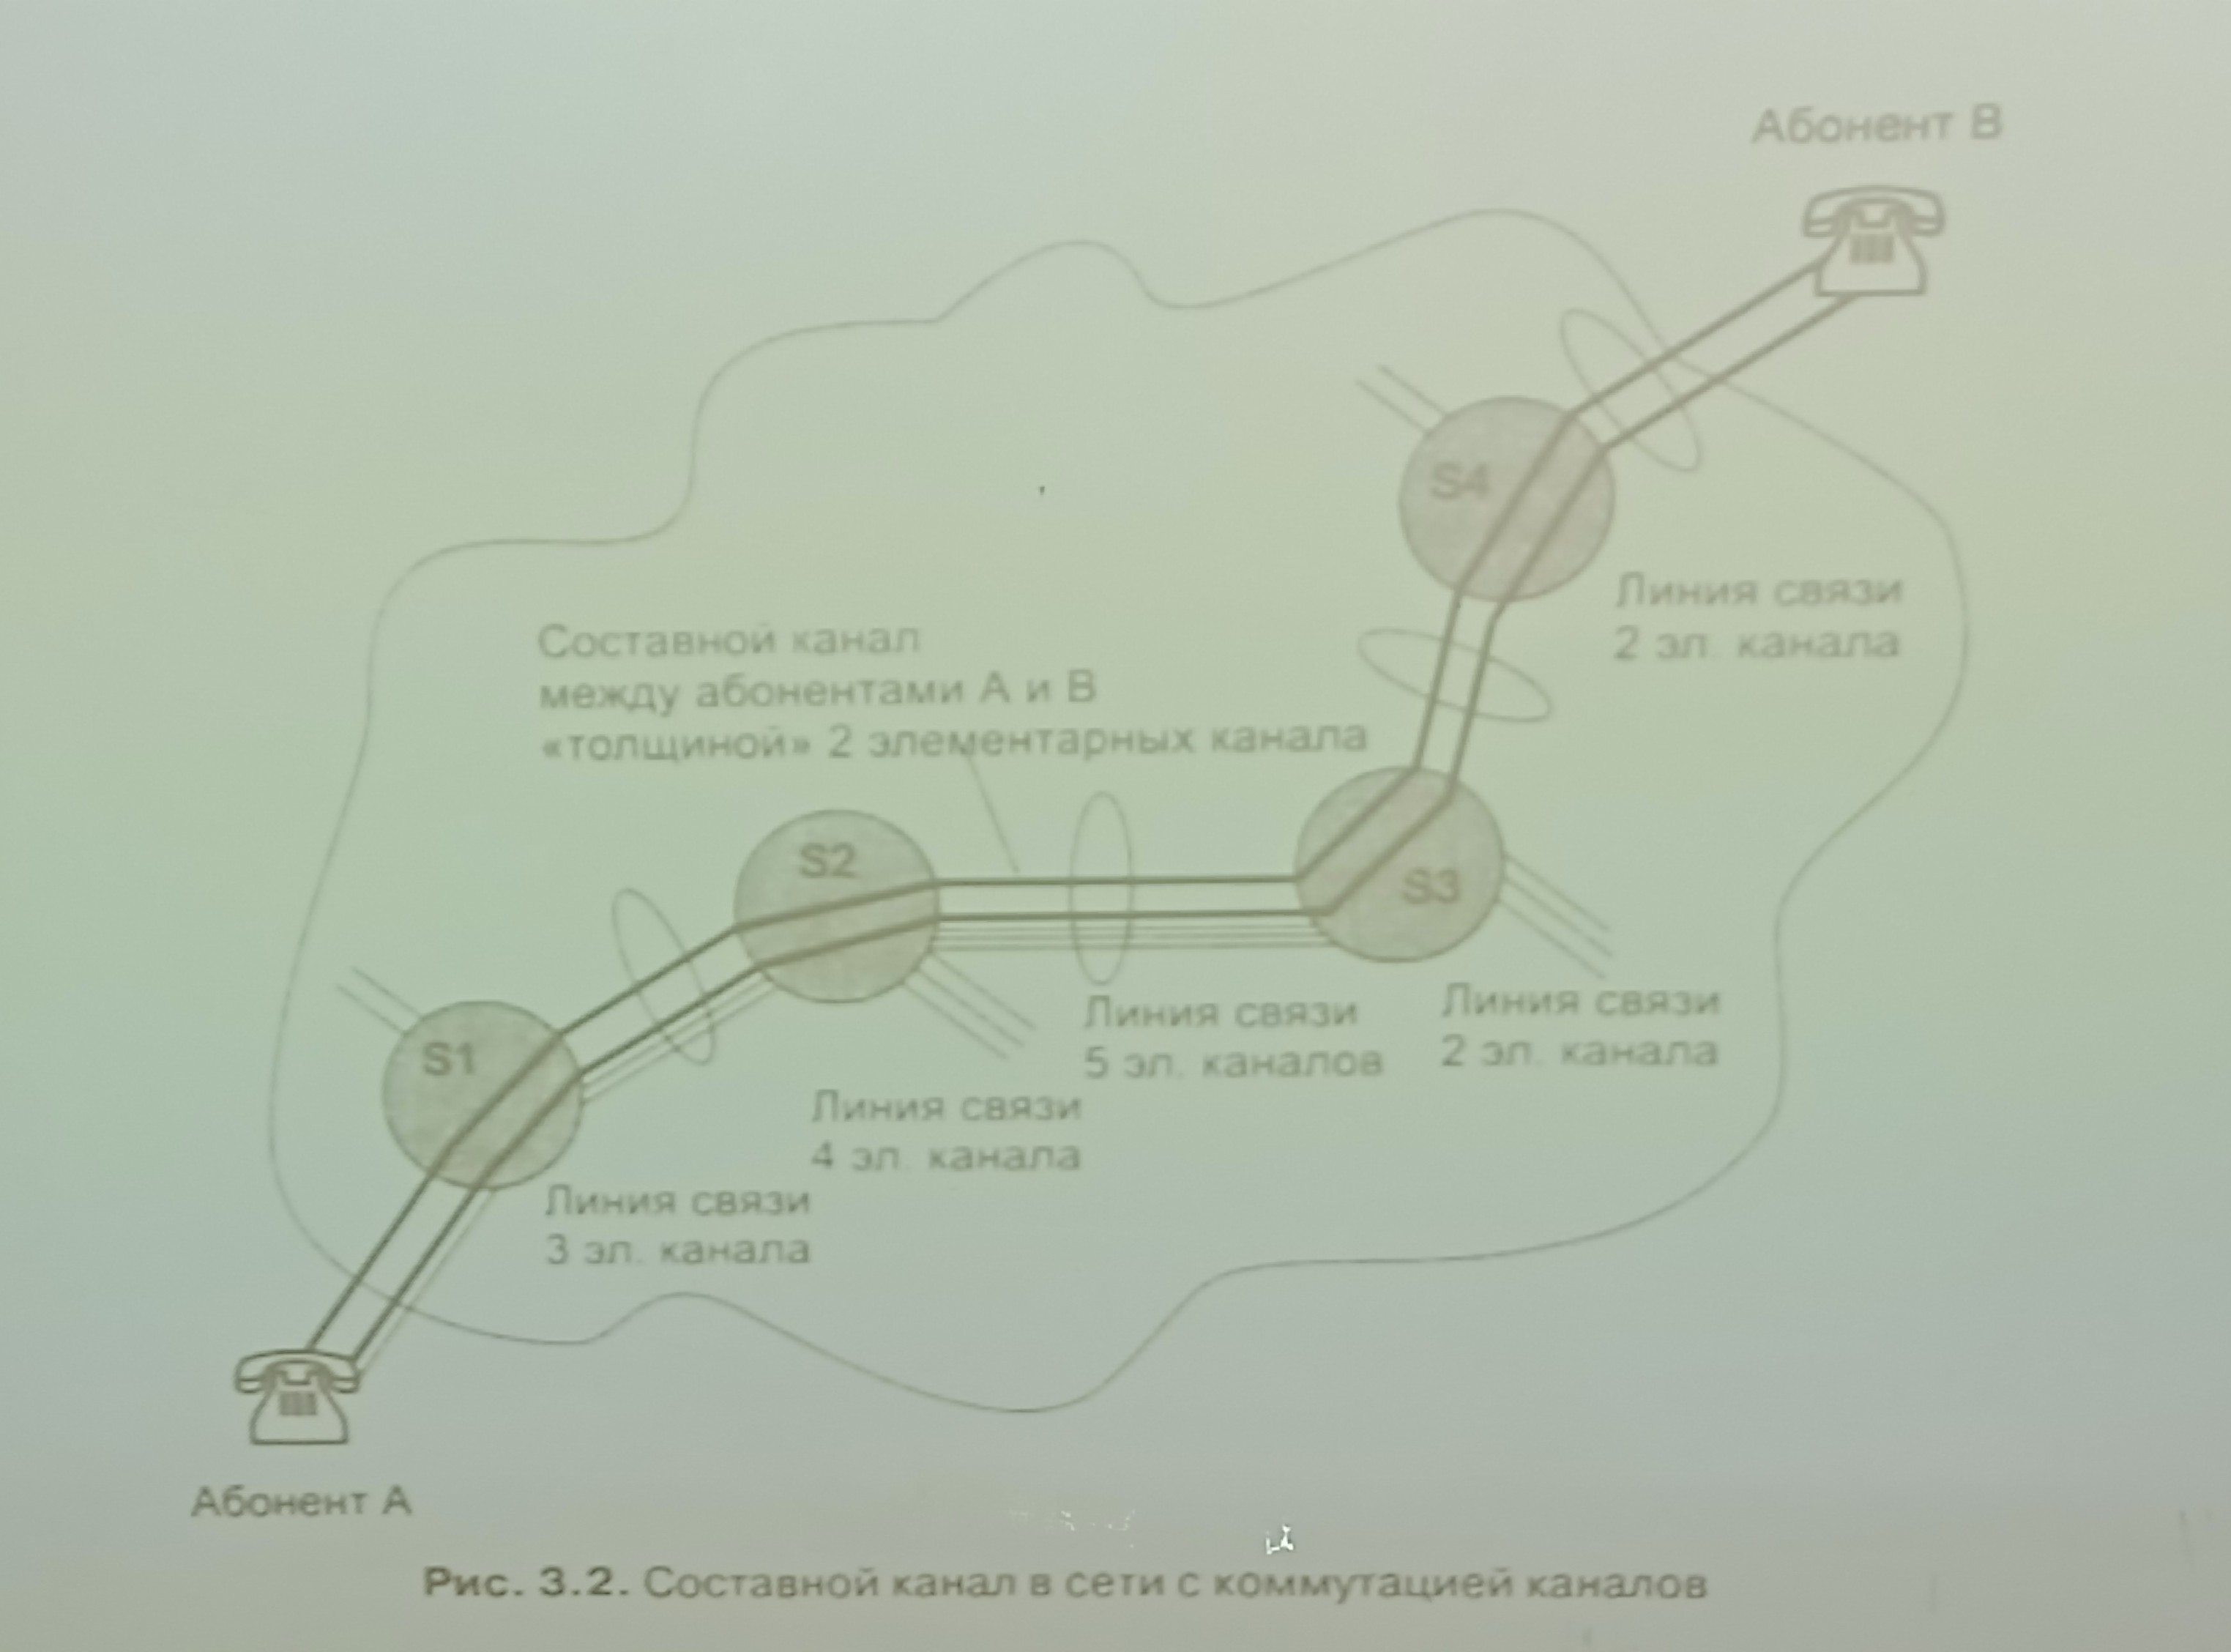 Абонент B
S4
Линия связи
2 эл. канала
Составной канал
между абонентами А и В
«толщиной» 2 элементарных канала
S2
S3
Линия связи
5 эл. каналов
Линия связи
2 эл. канала
S1
Линия связи
4 эл. канала
Линия связи
3 эл. канала
Абонент А
Рис. 3.2. Составной канал в сети с коммутацией каналов